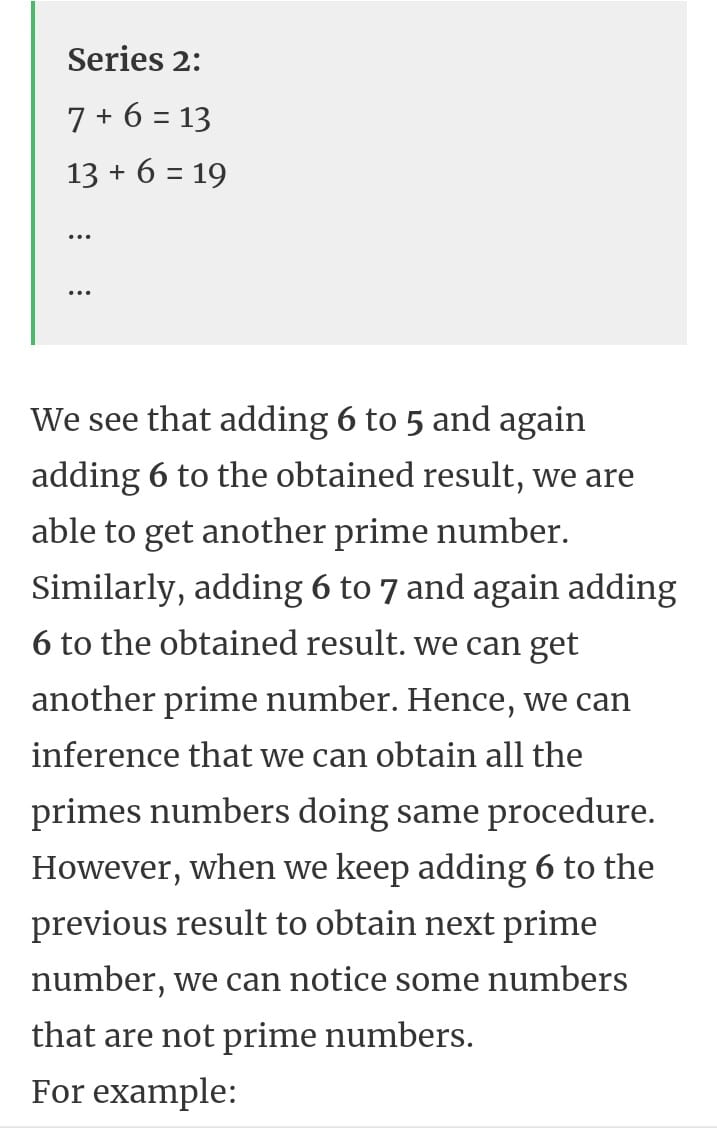 Series 2:
7 + 6 = 13
13 + 6 = 19
...
...
We see that adding 6 to 5 and again
adding 6 to the obtained result, we are
able to get another prime number.
Similarly, adding 6 to 7 and again adding
6 to the obtained result. we can get
another prime number. Hence, we can
inference that we can obtain all the
primes numbers doing same procedure.
However, when we keep adding 6 to the
previous result to obtain next prime
number, we can notice some numbers
that are not prime numbers.
For example: